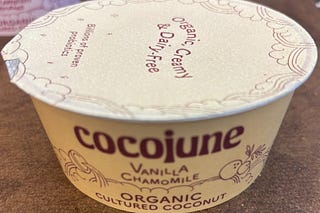 Organic, Creamy
& Dairy-Free
Billions of proven
probiotics
cocojune
VANILLA
CHAMOMILE
ORGANIC
CULTURED COCONUT